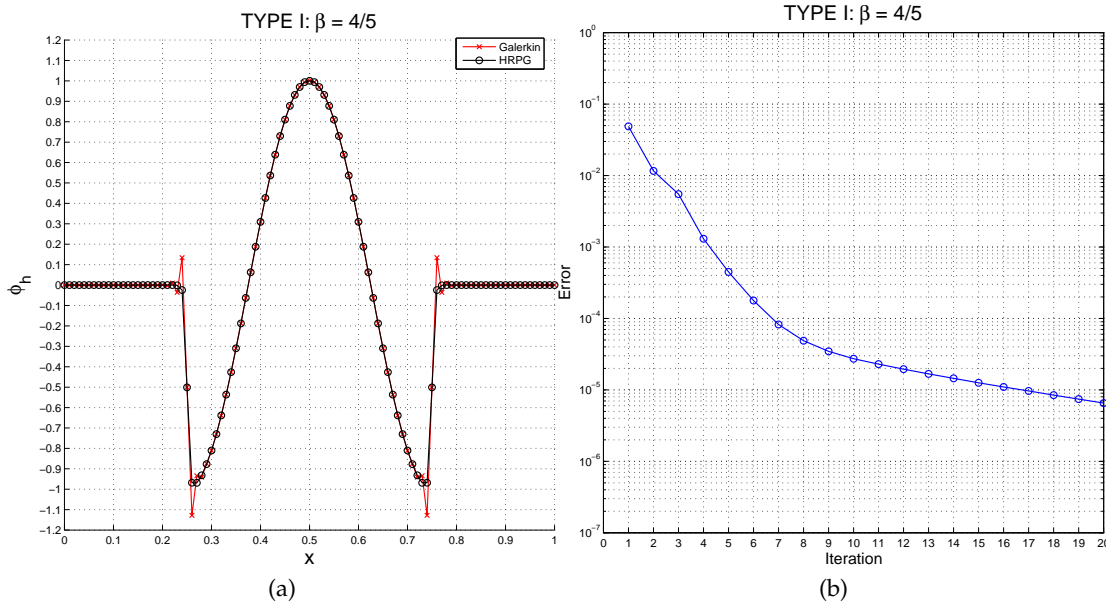 TYPE I: β = 4/5
1.2
1.1
1
0.9
0.8
0.7
0.6
0.5
0.4
0.3
0.2
0.1
0
−0.1
−0.2
−0.3
−0.4
−0.5
−0.6
−0.7
−0.8
−0.9
−1
−1.1
−1.2
ϕh
Galerkin
HRPG
0 0.1 0.2 0.3 0.4 0.5 0.6 0.7 0.8 0.9 1
x
(a)
TYPE I: β = 4/5
10^0
10^−1
10^−2
10^−3
10^−4
10^−5
10^−6
10^−7
Error
0 1 2 3 4 5 6 7 8 9 10 11 12 13 14 15 16 17 18 19 20
Iteration
(b)